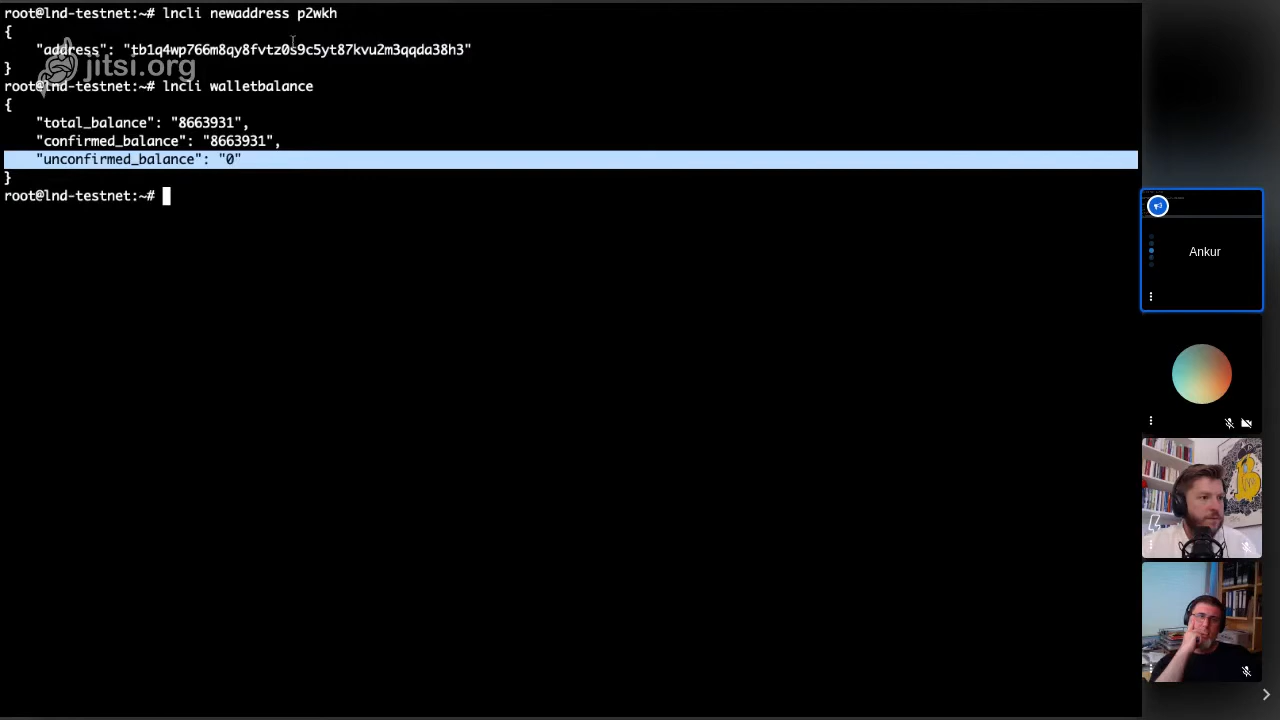 root@lnd-testnet:~# lncli newaddress p2wkh
{
    "address": "tb1q4wp766m8qy8fvtz0s9c5yt87kvu2m3qqda38h3"
}
jitsi.org
root@lnd-testnet:~# lncli walletbalance
{
    "total_balance": "8663931",
    "confirmed_balance": "8663931",
    "unconfirmed_balance": "0"
}
root@lnd-testnet:~#
Ankur